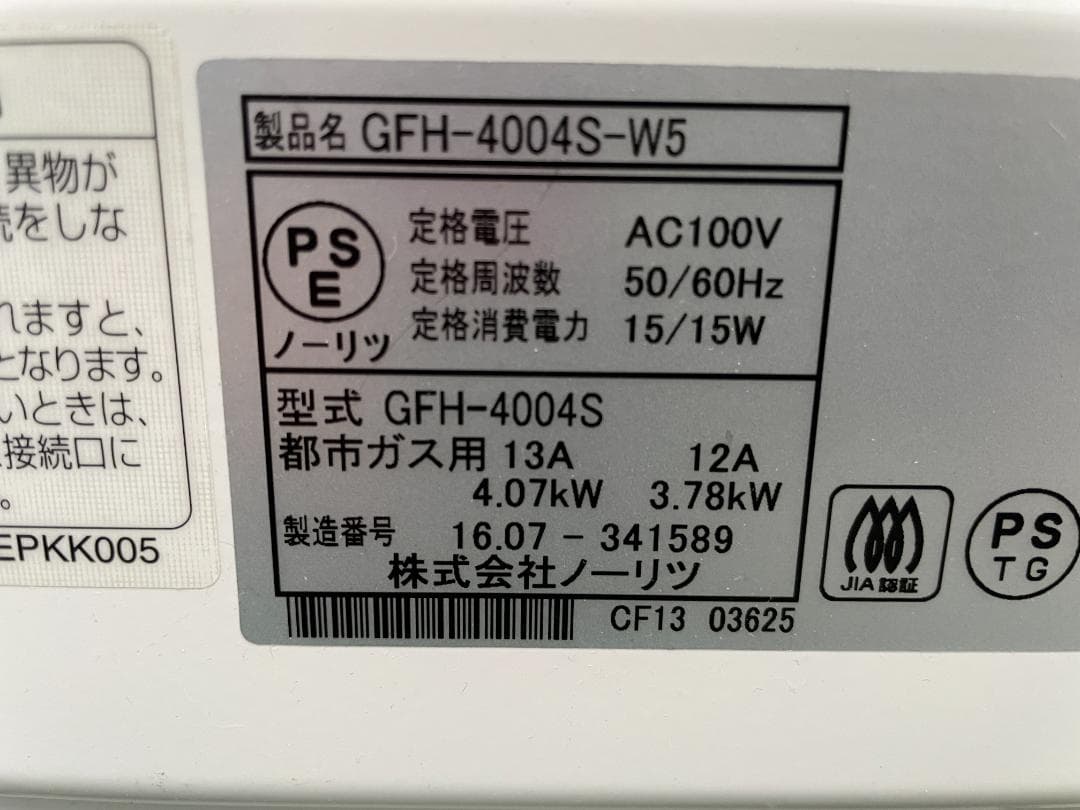 異物が
続をしな
れますと、
となります。
いときは、
接続口に
。
EPKK005
製品名 GFH-4004S-W5
PS
E
ノーリツ
定格電圧 AC100V
定格周波数 50/60Hz
定格消費電力 15/15W
型式 GFH-4004S
都市ガス用 13A 12A
4.07kW 3.78kW
製造番号 16.07 - 341589
株式会社ノーリツ
CF13 03625
JIA 認証
PS
TG